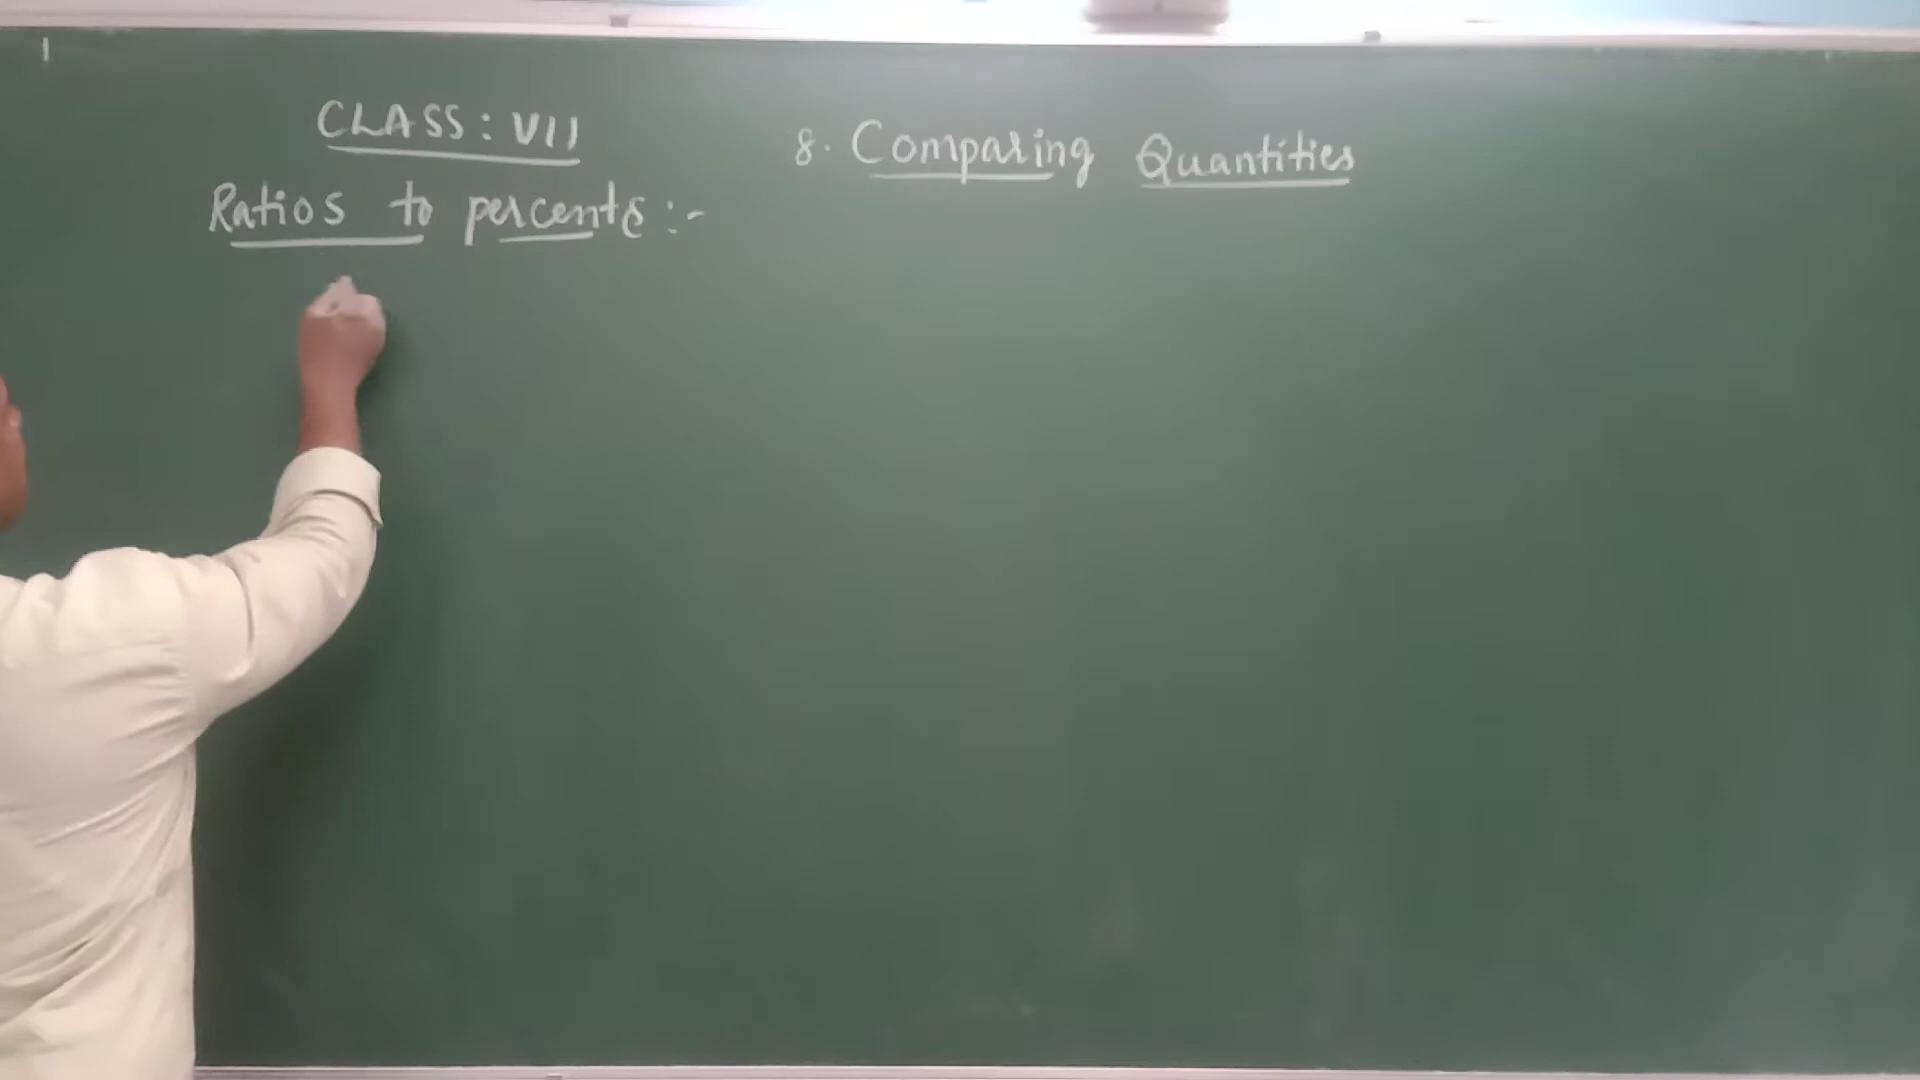 CLASS: VII
8. Comparing Quantities
Ratios to percents:-